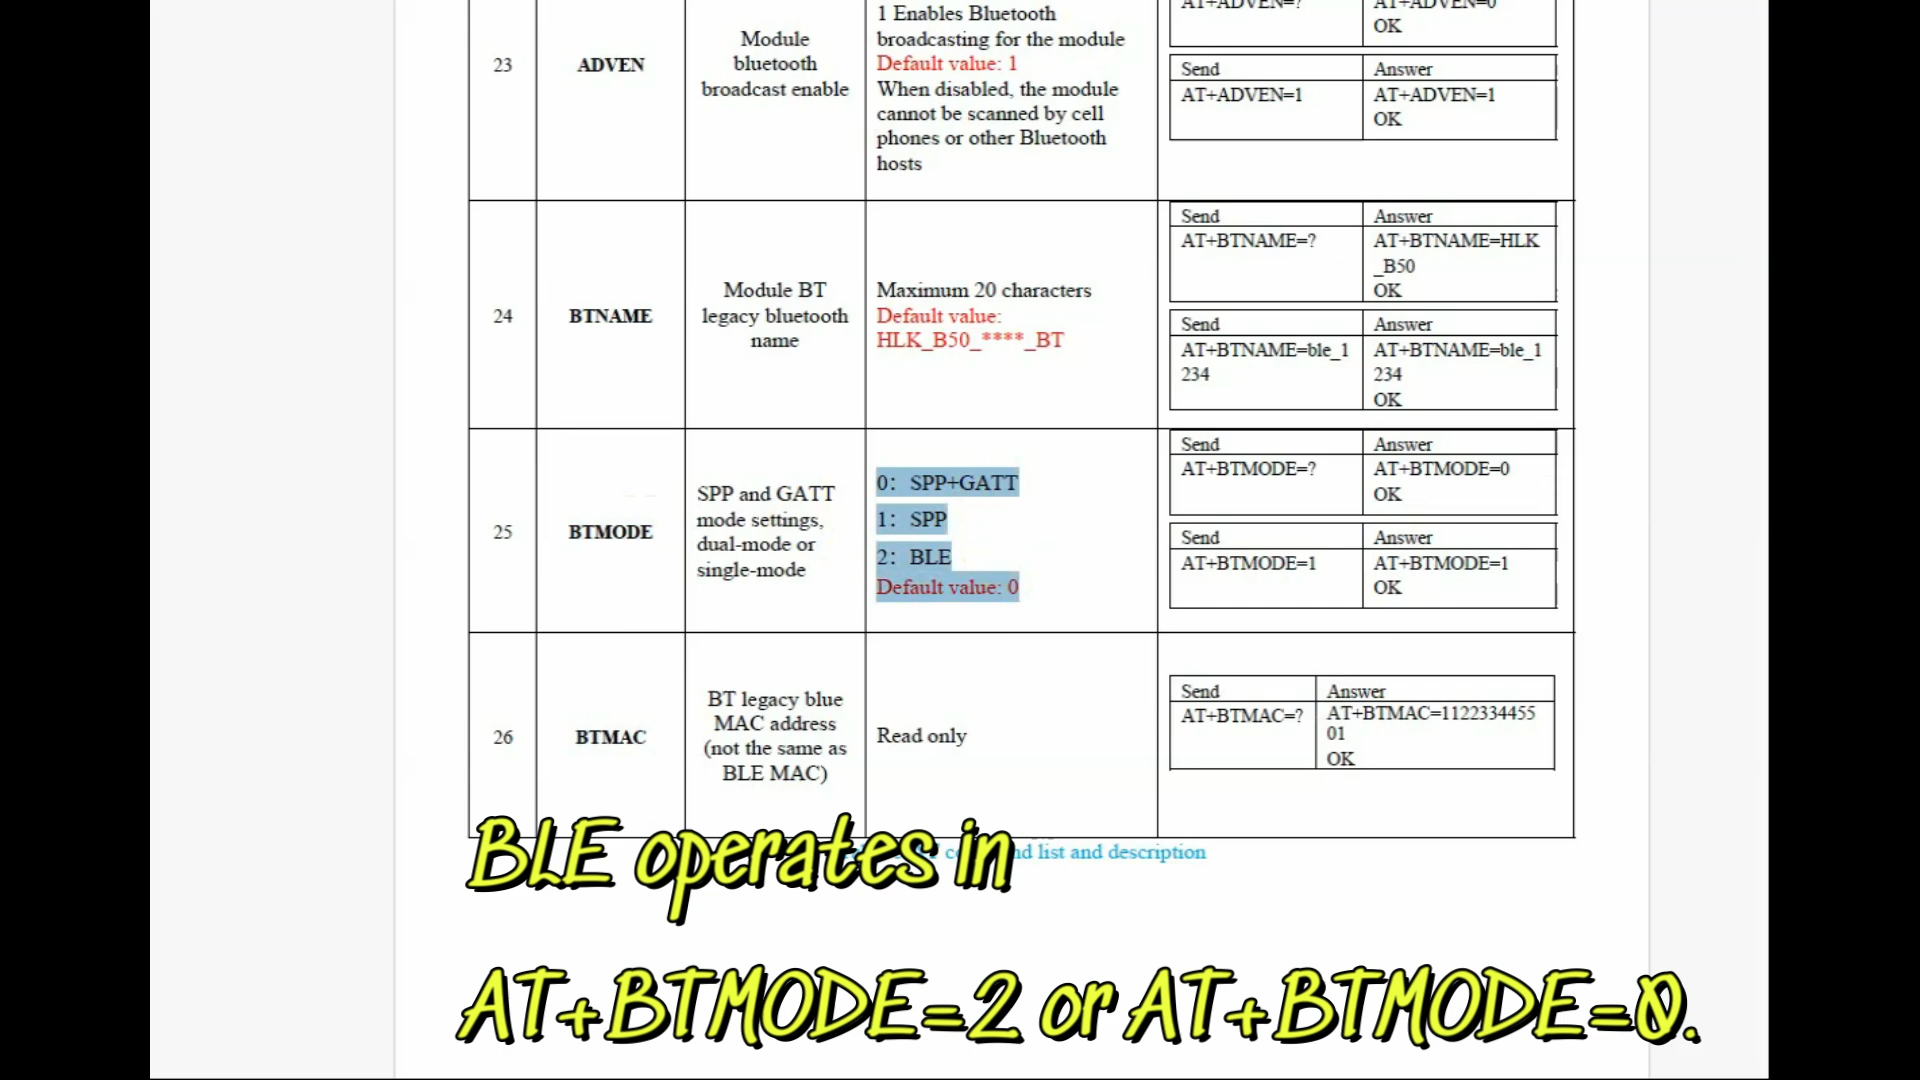 1 Enables Bluetooth
broadcasting for the module
Default value: 1
When disabled, the module
cannot be scanned by cell
phones or other Bluetooth
hosts
23
ADVEN
Module
bluetooth
broadcast enable
AT+ADVEN=?
AT+ADVEN=0
OK
Send
Answer
AT+ADVEN=1
AT+ADVEN=1
OK
24
BTNAME
Module BT
legacy bluetooth
name
Maximum 20 characters
Default value:
HLK_B50_****_BT
Send
Answer
AT+BTNAME=?
AT+BTNAME=HLK
_B50
OK
Send
Answer
AT+BTNAME=ble_1
234
AT+BTNAME=ble_1
234
OK
25
BTMODE
SPP and GATT
mode settings,
dual-mode or
single-mode
0: SPP+GATT
1: SPP
2: BLE
Default value: 0
Send
Answer
AT+BTMODE=?
AT+BTMODE=0
OK
Send
Answer
AT+BTMODE=1
AT+BTMODE=1
OK
26
BTMAC
BT legacy blue
MAC address
(not the same as
BLE MAC)
Read only
Send
Answer
AT+BTMAC=?
AT+BTMAC=1122334455
01
OK
list and description
BLE operates in
AT+BTMODE=2 or AT+BTMODE=0.